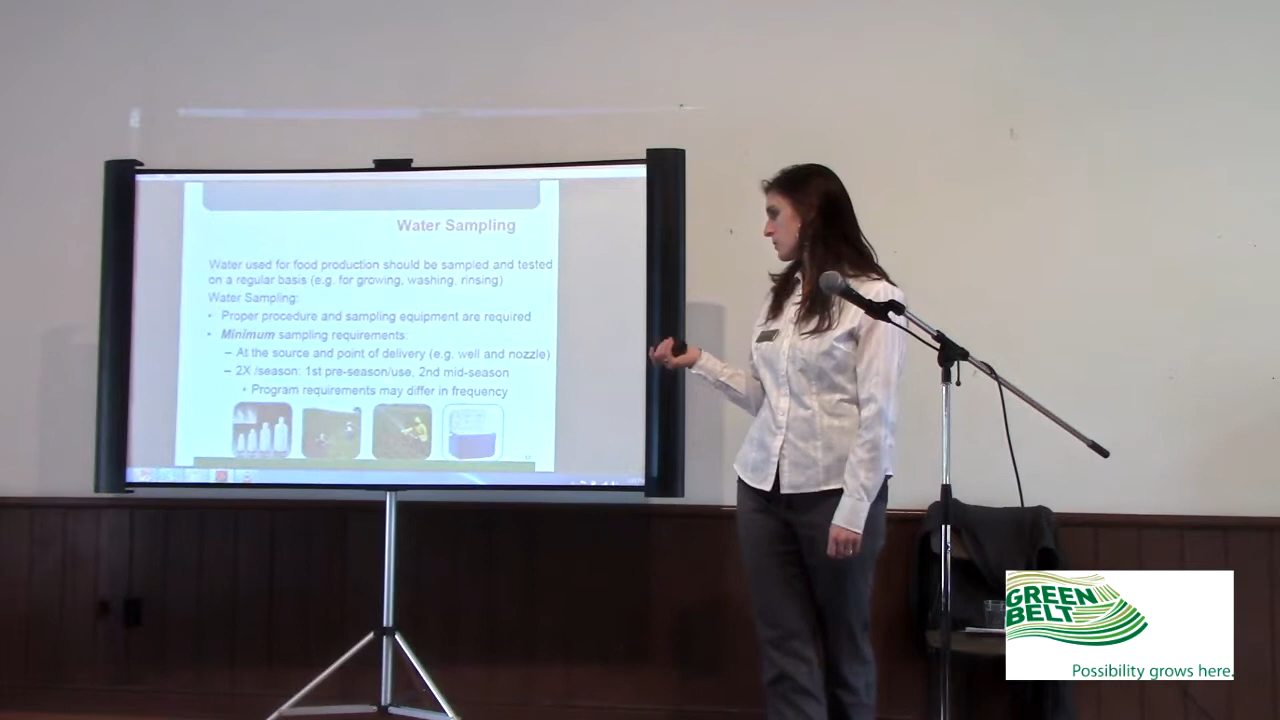 Water Sampling
Water used for food production should be sampled and tested
on a regular basis (e.g. for growing, washing, rinsing)
Water Sampling:
• Proper procedure and sampling equipment are required
• Minimum sampling requirements:
– At the source and point of delivery (e.g. well and nozzle)
– 2X /season: 1st pre-season/use, 2nd mid-season
• Program requirements may differ in frequency
GREEN
BELT
Possibility grows here.